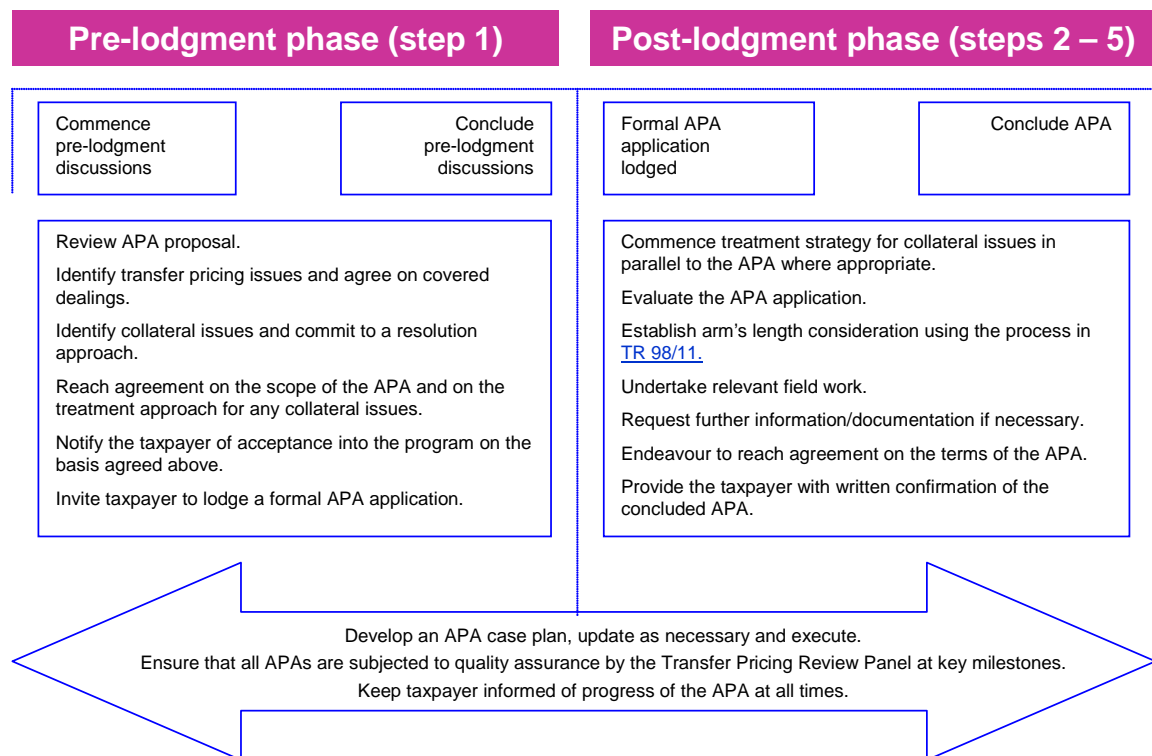 Pre-lodgment phase (step 1)
Post-lodgment phase (steps 2 – 5)
Commence
pre-lodgment
discussions
Conclude
pre-lodgment
discussions
Formal APA
application
lodged
Conclude APA
Review APA proposal.
Identify transfer pricing issues and agree on covered
dealings.
Identify collateral issues and commit to a resolution
approach.
Reach agreement on the scope of the APA and on the
treatment approach for any collateral issues.
Notify the taxpayer of acceptance into the program on the
basis agreed above.
Invite taxpayer to lodge a formal APA application.
Commence treatment strategy for collateral issues in
parallel to the APA where appropriate.
Evaluate the APA application.
Establish arm’s length consideration using the process in
TR 98/11.
Undertake relevant field work.
Request further information/documentation if necessary.
Endeavour to reach agreement on the terms of the APA.
Provide the taxpayer with written confirmation of the
concluded APA.
Develop an APA case plan, update as necessary and execute.
Ensure that all APAs are subjected to quality assurance by the Transfer Pricing Review Panel at key milestones.
Keep taxpayer informed of progress of the APA at all times.